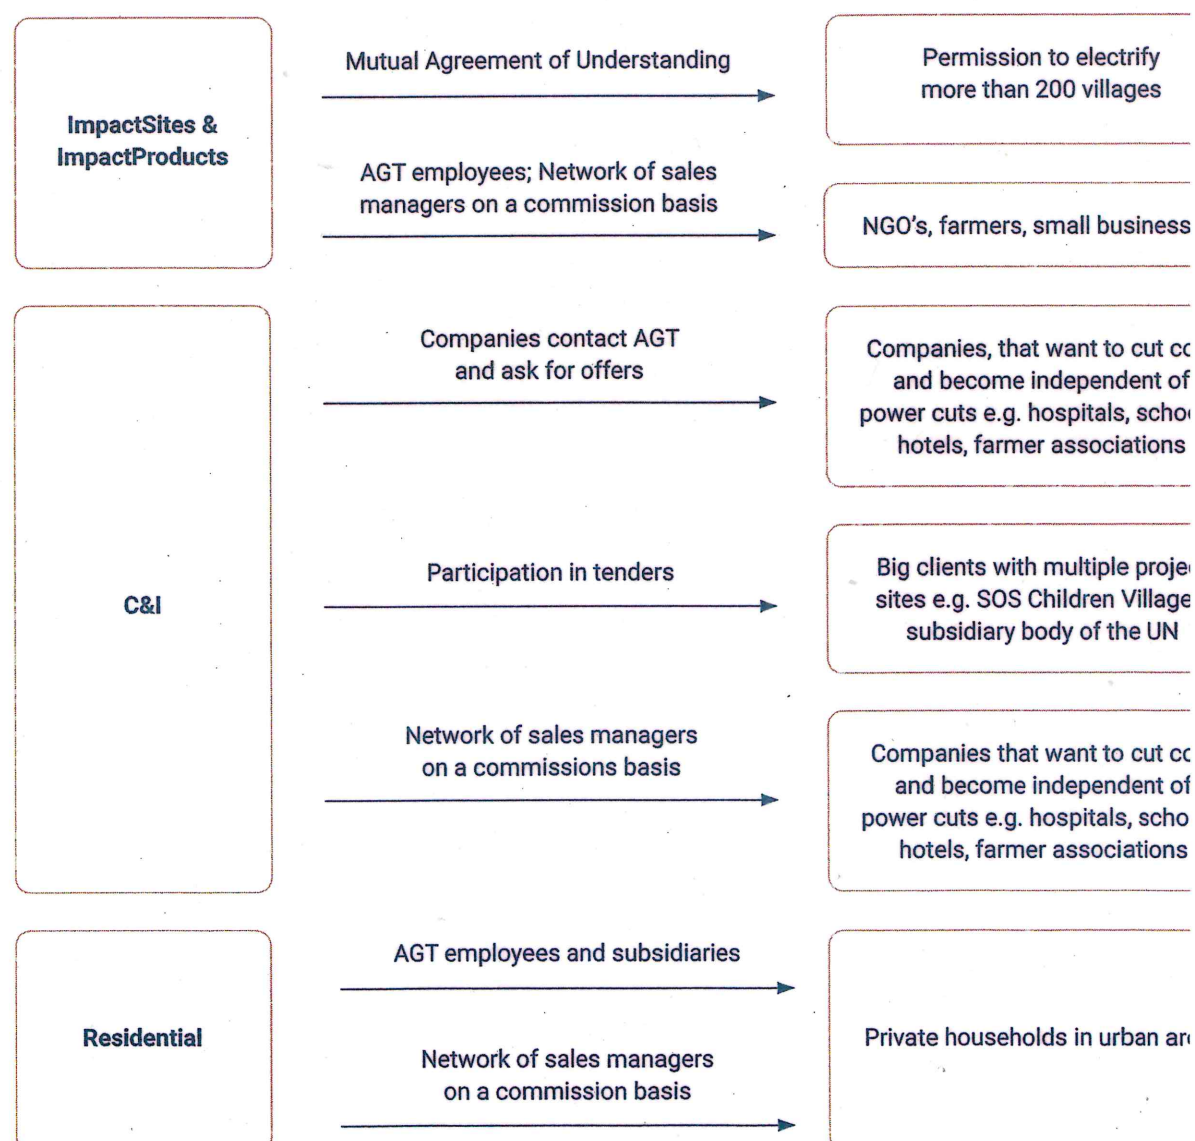 ImpactSites &
ImpactProducts
Mutual Agreement of Understanding
Permission to electrify
more than 200 villages
AGT employees; Network of sales
managers on a commission basis
NGO's, farmers, small business
C&I
Companies contact AGT
and ask for offers
Companies, that want to cut
and become independent of
power cuts e.g. hospitals,
hotels, farmer associations
Participation in tenders
Big clients with multiple
sites e.g. SOS Children Village
subsidiary body of the UN
Network of sales managers
on a commissions basis
Companies that want to cut
and become independent of
power cuts e.g. hospitals,
hotels, farmer associations
Residential
AGT employees and subsidiaries
Network of sales managers
on a commission basis
Private households in urban